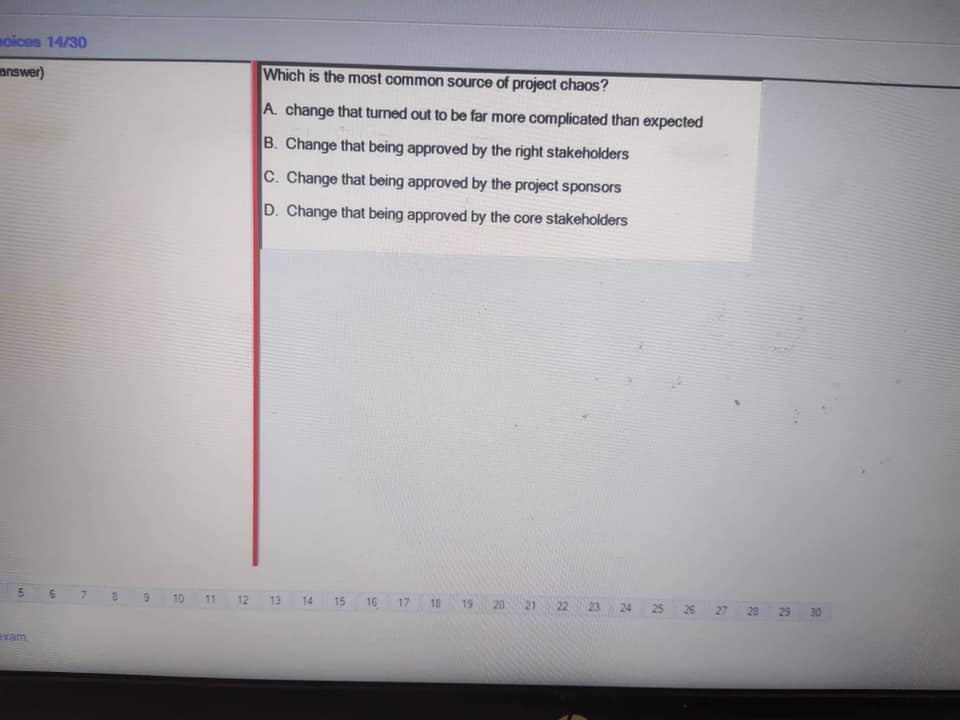 oices 14/30
answer)
Which is the most common source of project chaos?
A. change that turned out to be far more complicated than expected
B. Change that being approved by the right stakeholders
C. Change that being approved by the project sponsors
D. Change that being approved by the core stakeholders
5 6 7 8 9 10 11 12 13 14 15 16 17 18 19 20 21 22 23 24 25 26 27 28 29 30
exam.